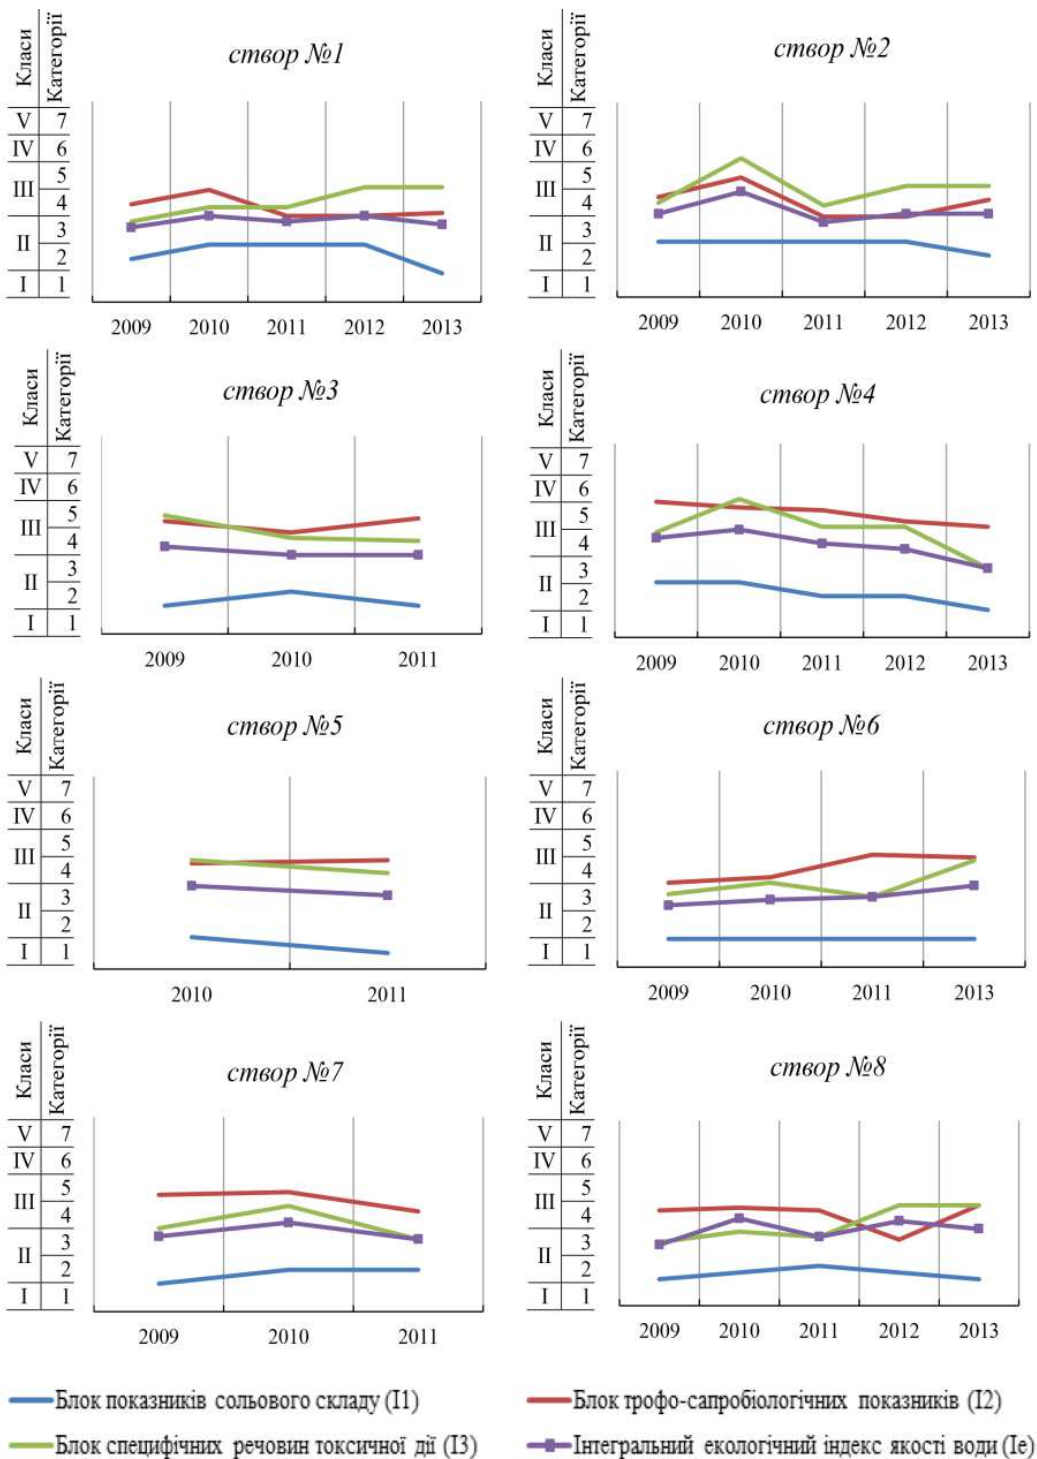 Класи Категорії
створ №1
V 7
IV 6
III 5
4
II 3
2
I 1
2009 2010 2011 2012 2013
Класи Категорії
створ №2
V 7
IV 6
III 5
4
II 3
2
I 1
2009 2010 2011 2012 2013
Класи Категорії
створ №3
V 7
IV 6
III 5
4
II 3
2
I 1
2009 2010 2011
Класи Категорії
створ №4
V 7
IV 6
III 5
4
II 3
2
I 1
2009 2010 2011 2012 2013
Класи Категорії
створ №5
V 7
IV 6
III 5
4
II 3
2
I 1
2010 2011
Класи Категорії
створ №6
V 7
IV 6
III 5
4
II 3
2
I 1
2009 2010 2011 2013
Класи Категорії
створ №7
V 7
IV 6
III 5
4
II 3
2
I 1
2009 2010 2011
Класи Категорії
створ №8
V 7
IV 6
III 5
4
II 3
2
I 1
2009 2010 2011 2012 2013
Блок показників сольового складу (I1)
Блок трофо-сапробіологічних показників (I2)
Блок специфічних речовин токсичної дії (I3)
Інтегральний екологічний індекс якості води (Ie)